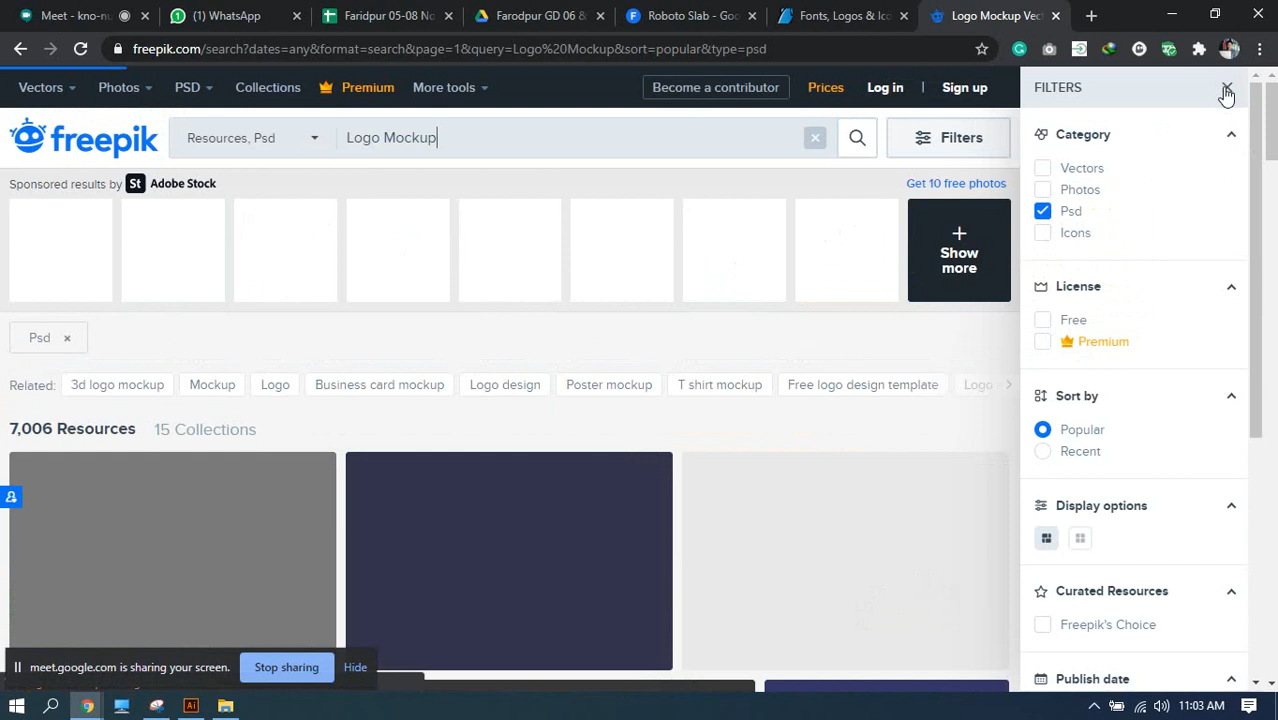 Meet - kno-nu
(1) WhatsApp
Faridpur 05-08 No
Farodpur GD 06 &
Roboto Slab - Goo
Fonts, Logos & Ico
Logo Mockup Vec
freepik.com/search?dates=any&format=search&page=1&query=Logo%20Mockup&sort=popular&type=psd
Vectors
Photos
PSD
Collections
Premium
More tools
Become a contributor
Prices
Log in
Sign up
FILTERS
freepik
Resources, Psd
Logo Mockup
Filters
Category
Sponsored results by St Adobe Stock
Get 10 free photos
Vectors
Photos
Psd
Icons
+
Show
more
License
Free
Premium
Psd ×
Related:
3d logo mockup
Mockup
Logo
Business card mockup
Logo design
Poster mockup
T shirt mockup
Free logo design template
Logo
Sort by
Popular
Recent
7,006 Resources
15 Collections
Display options
Curated Resources
Freepik's Choice
Publish date
meet.google.com is sharing your screen.
Stop sharing
Hide
Ai
11:03 AM